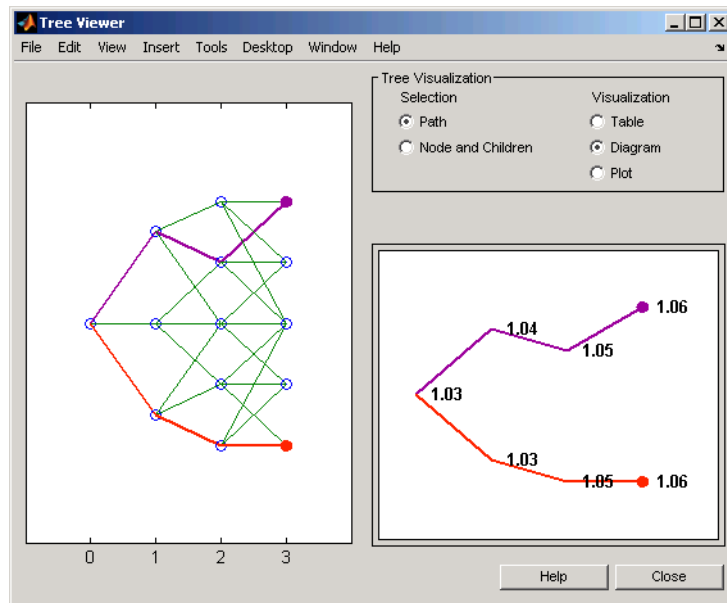 Tree Viewer
File Edit View Insert Tools Desktop Window Help
Tree Visualization
Selection
Visualization
Path
Table
Node and Children
Diagram
Plot
1.06
1.04
1.05
1.03
1.03
1.05
1.06
0 1 2 3
Help
Close